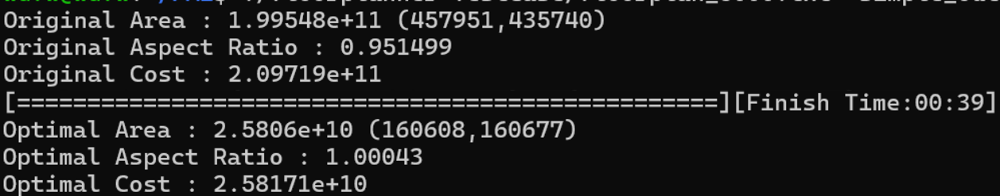 Original Area : 1.99548e+11 (457951,435740)
Original Aspect Ratio : 0.951499
Original Cost : 2.09719e+11
[==================================================][Finish Time:00:39]
Optimal Area : 2.5806e+10 (160608,160677)
Optimal Aspect Ratio : 1.00043
Optimal Cost : 2.58171e+10